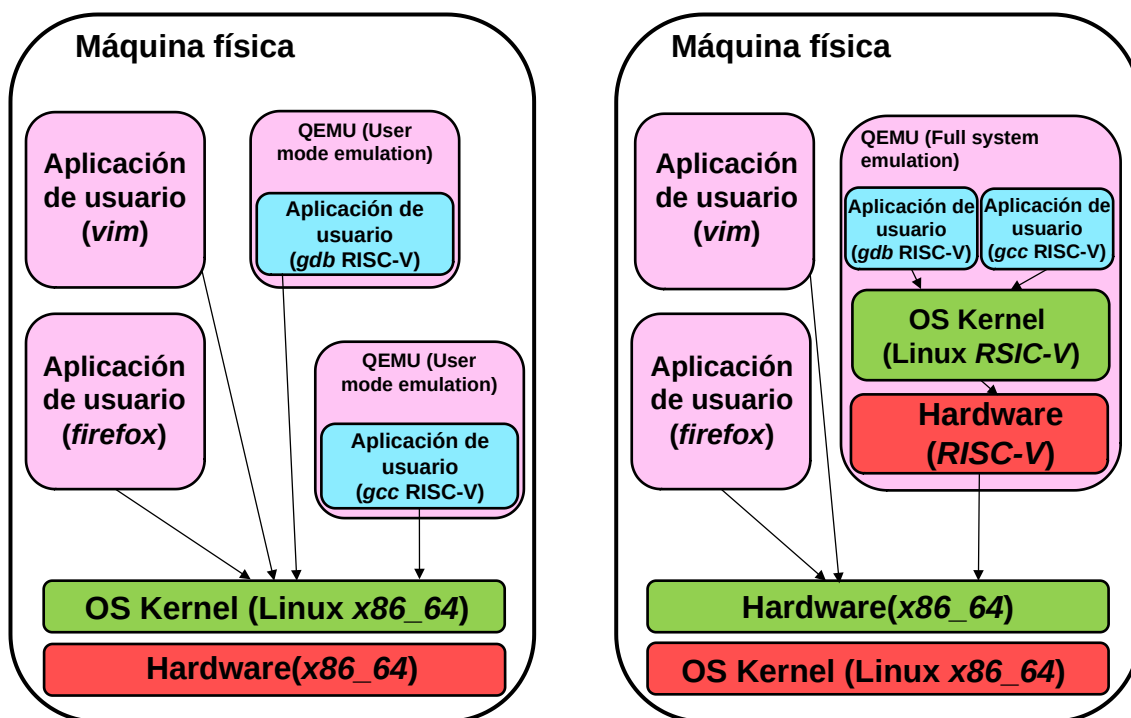 Máquina física
Aplicación
de usuario
(vim)
QEMU (User
mode emulation)
Aplicación de
usuario
(gdb RISC-V)
Aplicación
de usuario
(firefox)
QEMU (User
mode emulation)
Aplicación de
usuario
(gcc RISC-V)
OS Kernel (Linux x86_64)
Hardware(x86_64)
Máquina física
Aplicación
de usuario
(vim)
QEMU (Full system
emulation)
Aplicación de
usuario
(gdb RISC-V)
Aplicación de
usuario
(gcc RISC-V)
OS Kernel
(Linux RSIC-V)
Hardware
(RISC-V)
Aplicación
de usuario
(firefox)
Hardware(x86_64)
OS Kernel (Linux x86_64)